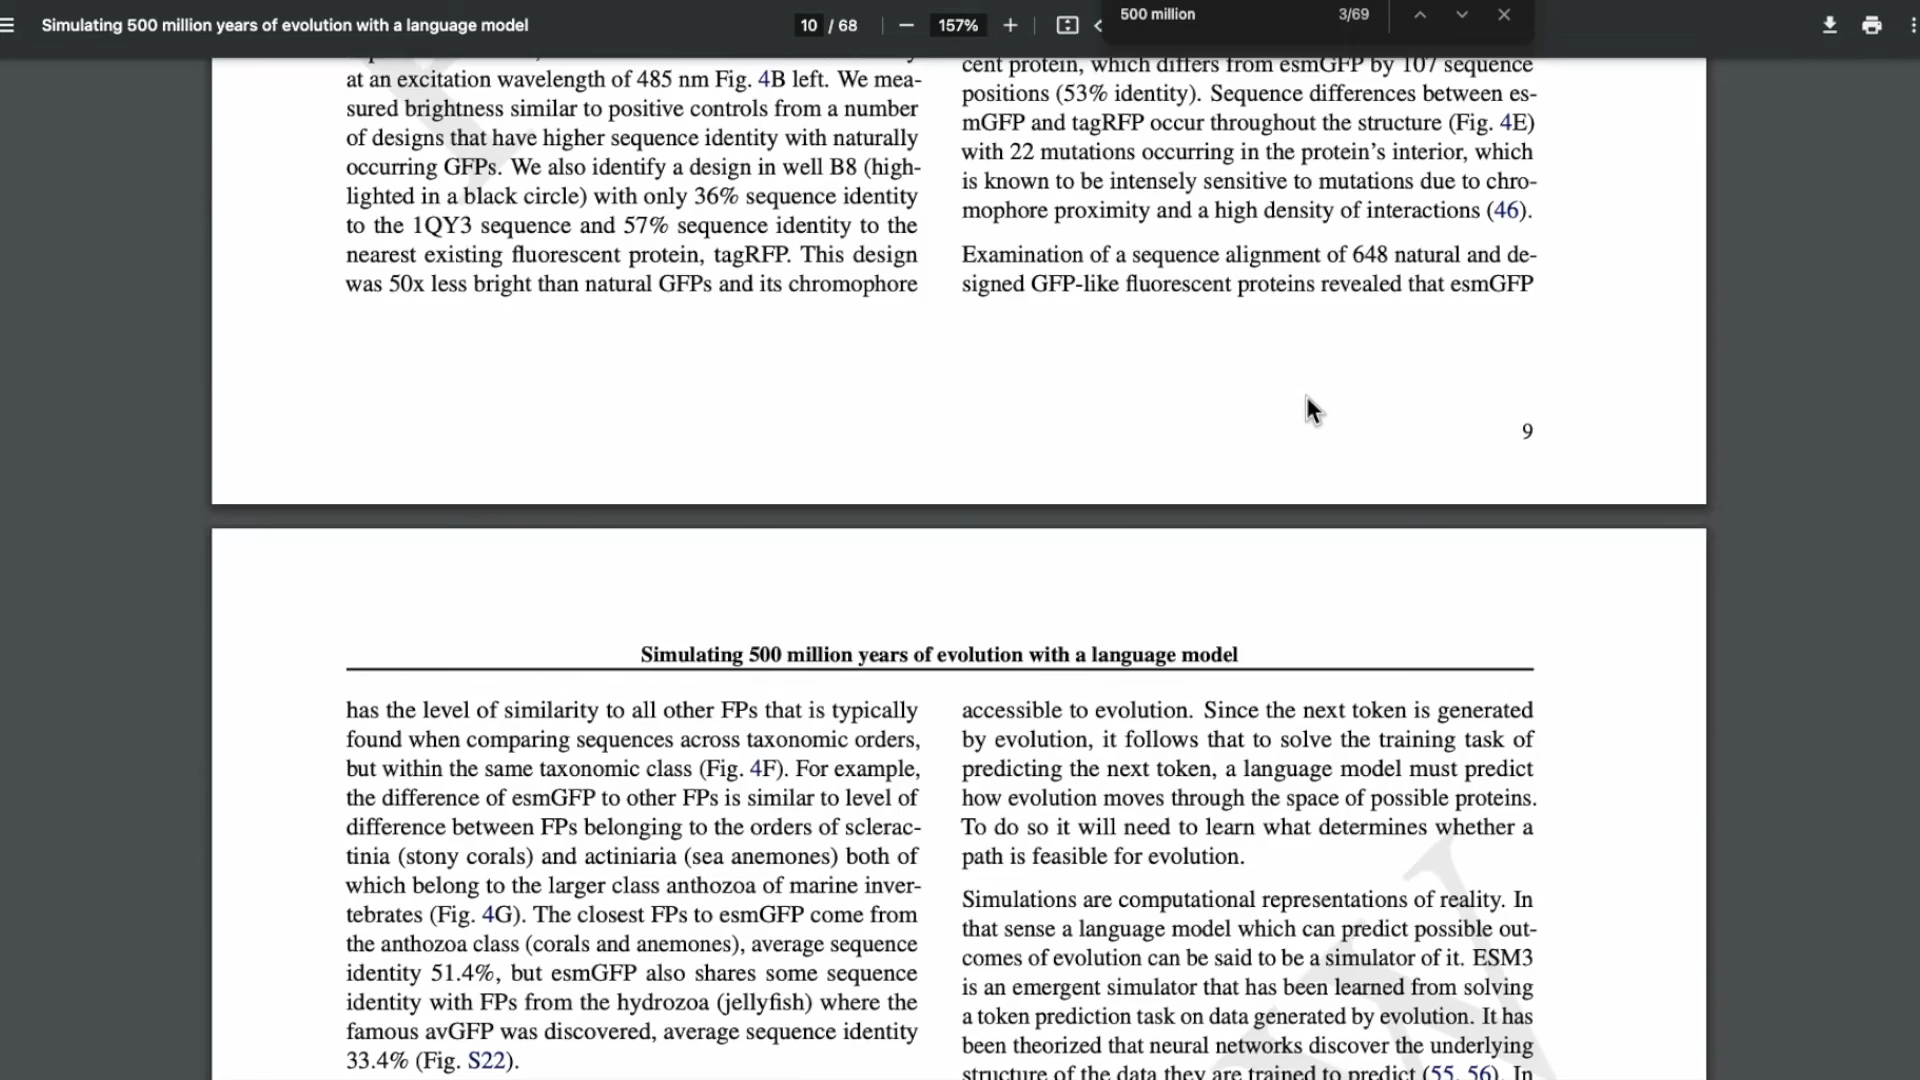 Simulating 500 million years of evolution with a language model
10 / 68
157%
500 million
3/69
at an excitation wavelength of 485 nm Fig. 4B left. We mea-
sured brightness similar to positive controls from a number
of designs that have higher sequence identity with naturally
occurring GFPs. We also identify a design in well B8 (high-
lighted in a black circle) with only 36% sequence identity
to the 1QY3 sequence and 57% sequence identity to the
nearest existing fluorescent protein, tagRFP. This design
was 50x less bright than natural GFPs and its chromophore
cent protein, which differs from esmGFP by 107 sequence
positions (53% identity). Sequence differences between es-
mGFP and tagRFP occur throughout the structure (Fig. 4E)
with 22 mutations occurring in the protein's interior, which
is known to be intensely sensitive to mutations due to chro-
mophore proximity and a high density of interactions (46).
Examination of a sequence alignment of 648 natural and de-
signed GFP-like fluorescent proteins revealed that esmGFP
9
Simulating 500 million years of evolution with a language model
has the level of similarity to all other FPs that is typically
found when comparing sequences across taxonomic orders,
but within the same taxonomic class (Fig. 4F). For example,
the difference of esmGFP to other FPs is similar to level of
difference between FPs belonging to the orders of sclerac-
tinia (stony corals) and actiniaria (sea anemones) both of
which belong to the larger class anthozoa of marine inver-
tebrates (Fig. 4G). The closest FPs to esmGFP come from
the anthozoa class (corals and anemones), average sequence
identity 51.4%, but esmGFP also shares some sequence
identity with FPs from the hydrozoa (jellyfish) where the
famous avGFP was discovered, average sequence identity
33.4% (Fig. S22).
accessible to evolution. Since the next token is generated
by evolution, it follows that to solve the training task of
predicting the next token, a language model must predict
how evolution moves through the space of possible proteins.
To do so it will need to learn what determines whether a
path is feasible for evolution.
Simulations are computational representations of reality. In
that sense a language model which can predict possible out-
comes of evolution can be said to be a simulator of it. ESM3
is an emergent simulator that has been learned from solving
a token prediction task on data generated by evolution. It has
been theorized that neural networks discover the underlying
structure of the data they are trained to predict (55, 56). In